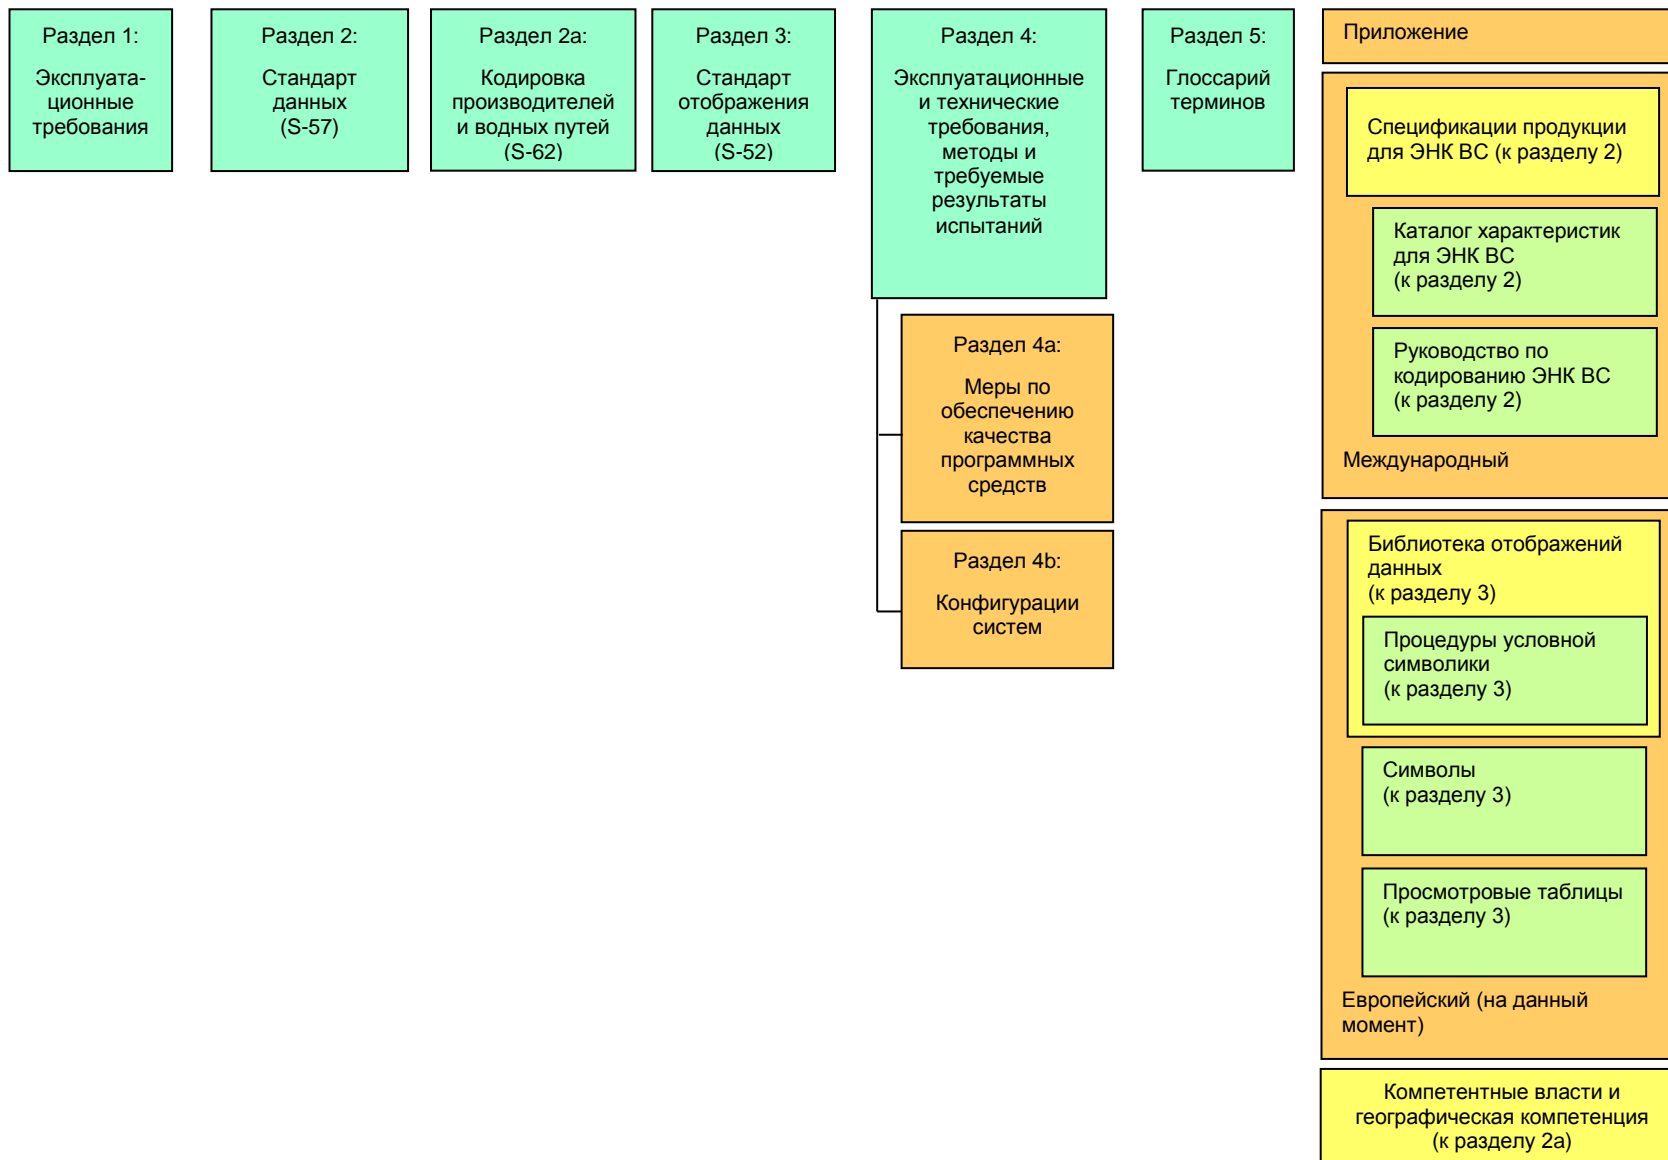 Раздел 1:
Эксплуата-
ционные
требования
Раздел 2:
Стандарт
данных
(S-57)
Раздел 2a:
Кодировка
производителей
и водных путей
(S-62)
Раздел 3:
Стандарт
отображения
данных
(S-52)
Раздел 4:
Эксплуатационные
и технические
требования,
методы и
требуемые
результаты
испытаний
Раздел 4a:
Меры по
обеспечению
качества
программных
средств
Раздел 4b:
Конфигурации
систем
Раздел 5:
Глоссарий
терминов
Приложение
Спецификации продукции
для ЭНК ВС (к разделу 2)
Каталог характеристик
для ЭНК ВС
(к разделу 2)
Руководство по
кодированию ЭНК ВС
(к разделу 2)
Международный
Библиотека отображений
данных
(к разделу 3)
Процедуры условной
символики
(к разделу 3)
Символы
(к разделу 3)
Просмотровые таблицы
(к разделу 3)
Европейский (на данный
момент)
Компетентные власти и
географическая компетенция
(к разделу 2a)